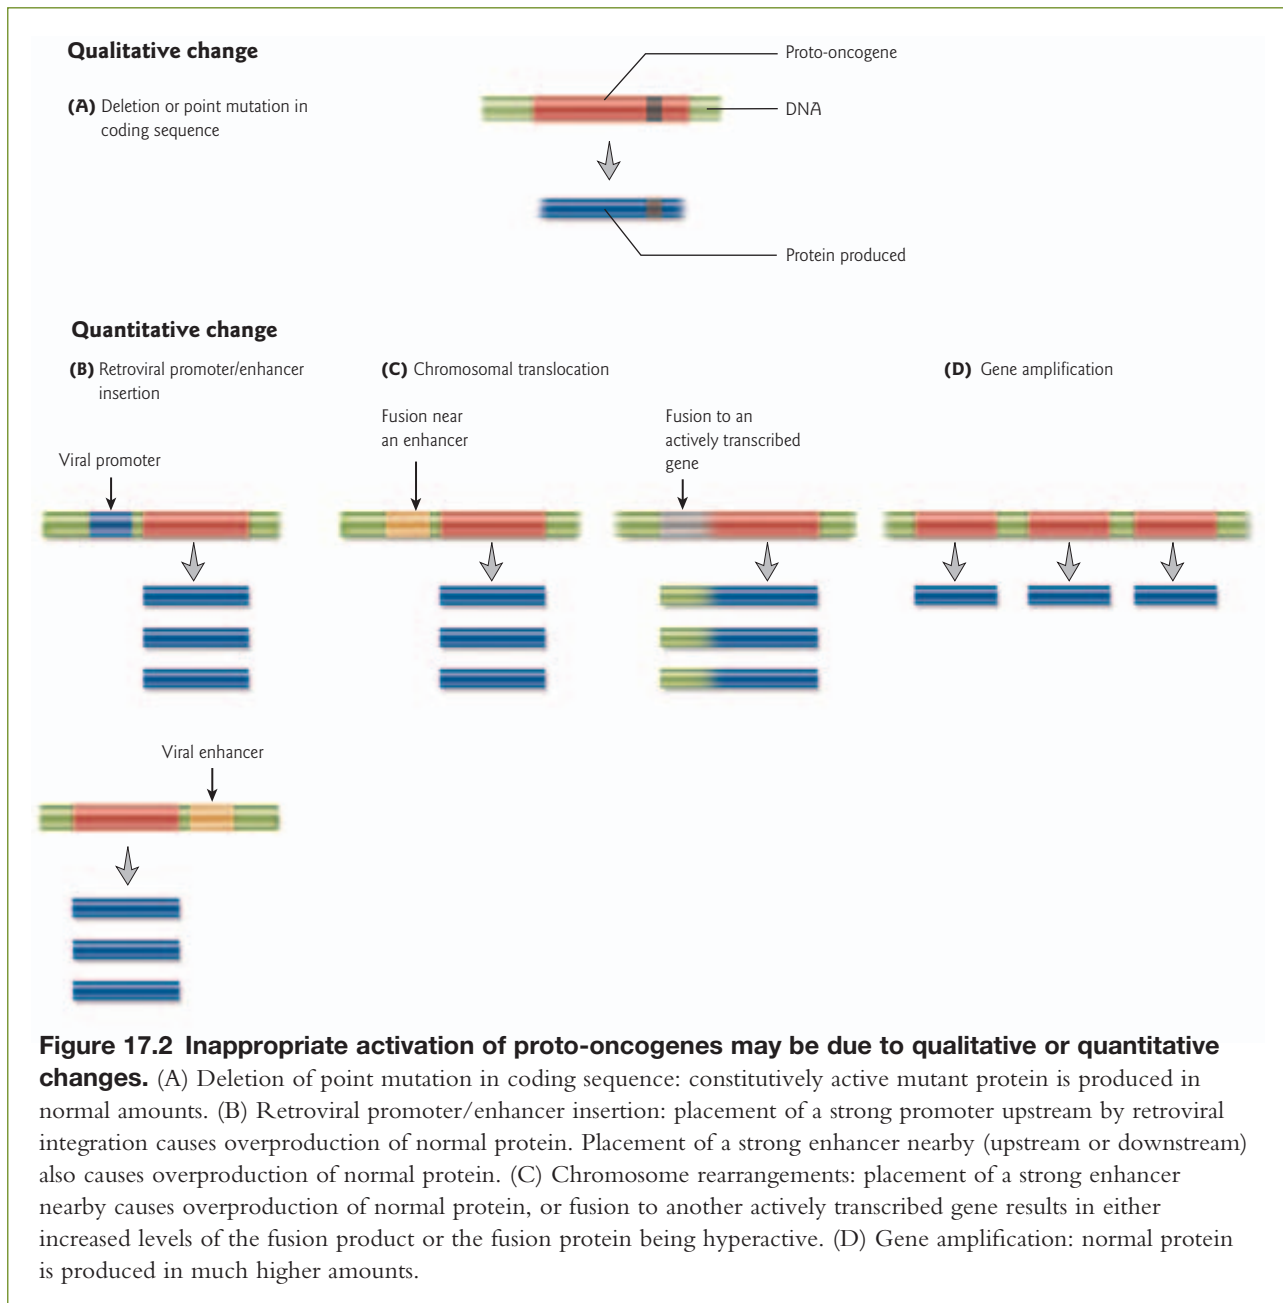 Qualitative change
(A) Deletion or point mutation in
coding sequence
Proto-oncogene
DNA
Protein produced
Quantitative change
(B) Retroviral promoter/enhancer
insertion
Viral promoter
(C) Chromosomal translocation
Fusion near
an enhancer
Fusion to an
actively transcribed
gene
(D) Gene amplification
Viral enhancer
Figure 17.2 Inappropriate activation of proto-oncogenes may be due to qualitative or quantitative
changes. (A) Deletion of point mutation in coding sequence: constitutively active mutant protein is produced in
normal amounts. (B) Retroviral promoter/enhancer insertion: placement of a strong promoter upstream by retroviral
integration causes overproduction of normal protein. Placement of a strong enhancer nearby (upstream or downstream)
also causes overproduction of normal protein. (C) Chromosome rearrangements: placement of a strong enhancer
nearby causes overproduction of normal protein, or fusion to another actively transcribed gene results in either
increased levels of the fusion product or the fusion protein being hyperactive. (D) Gene amplification: normal protein
is produced in much higher amounts.